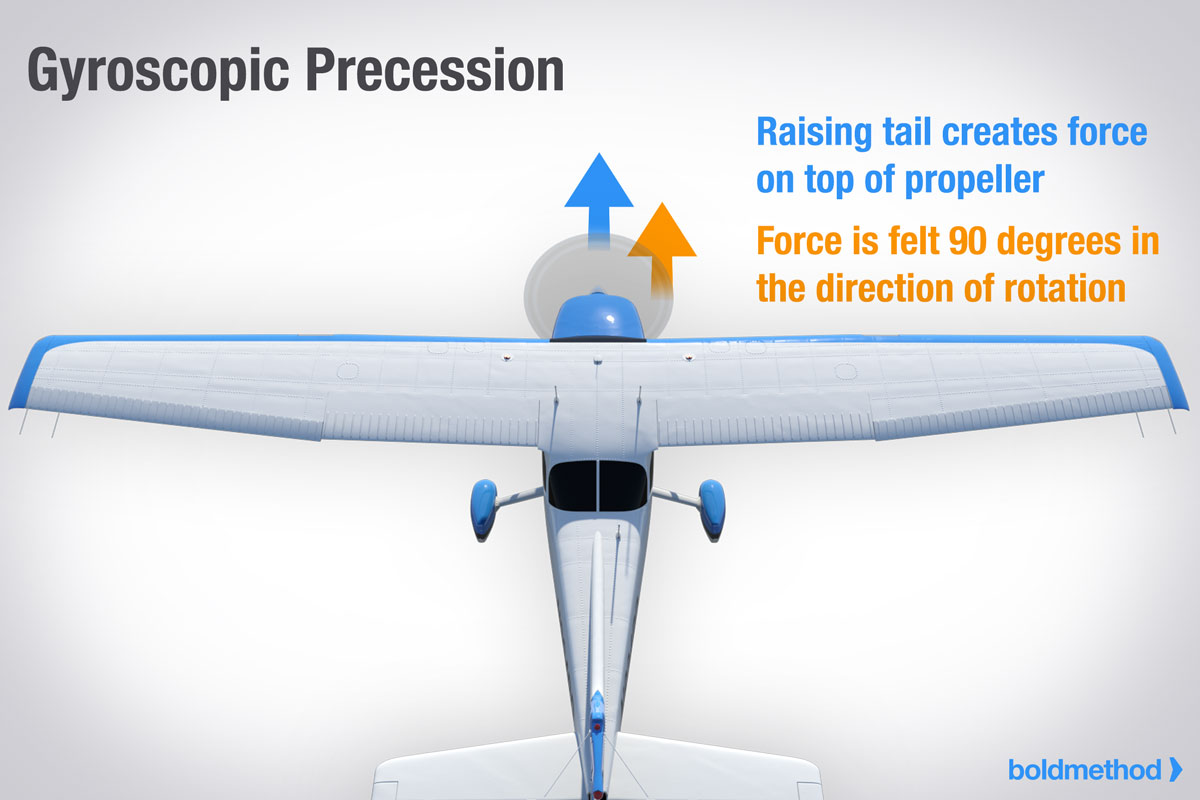 Gyroscopic Precession
Raising tail creates force
on top of propeller
Force is felt 90 degrees in
the direction of rotation
boldmethod